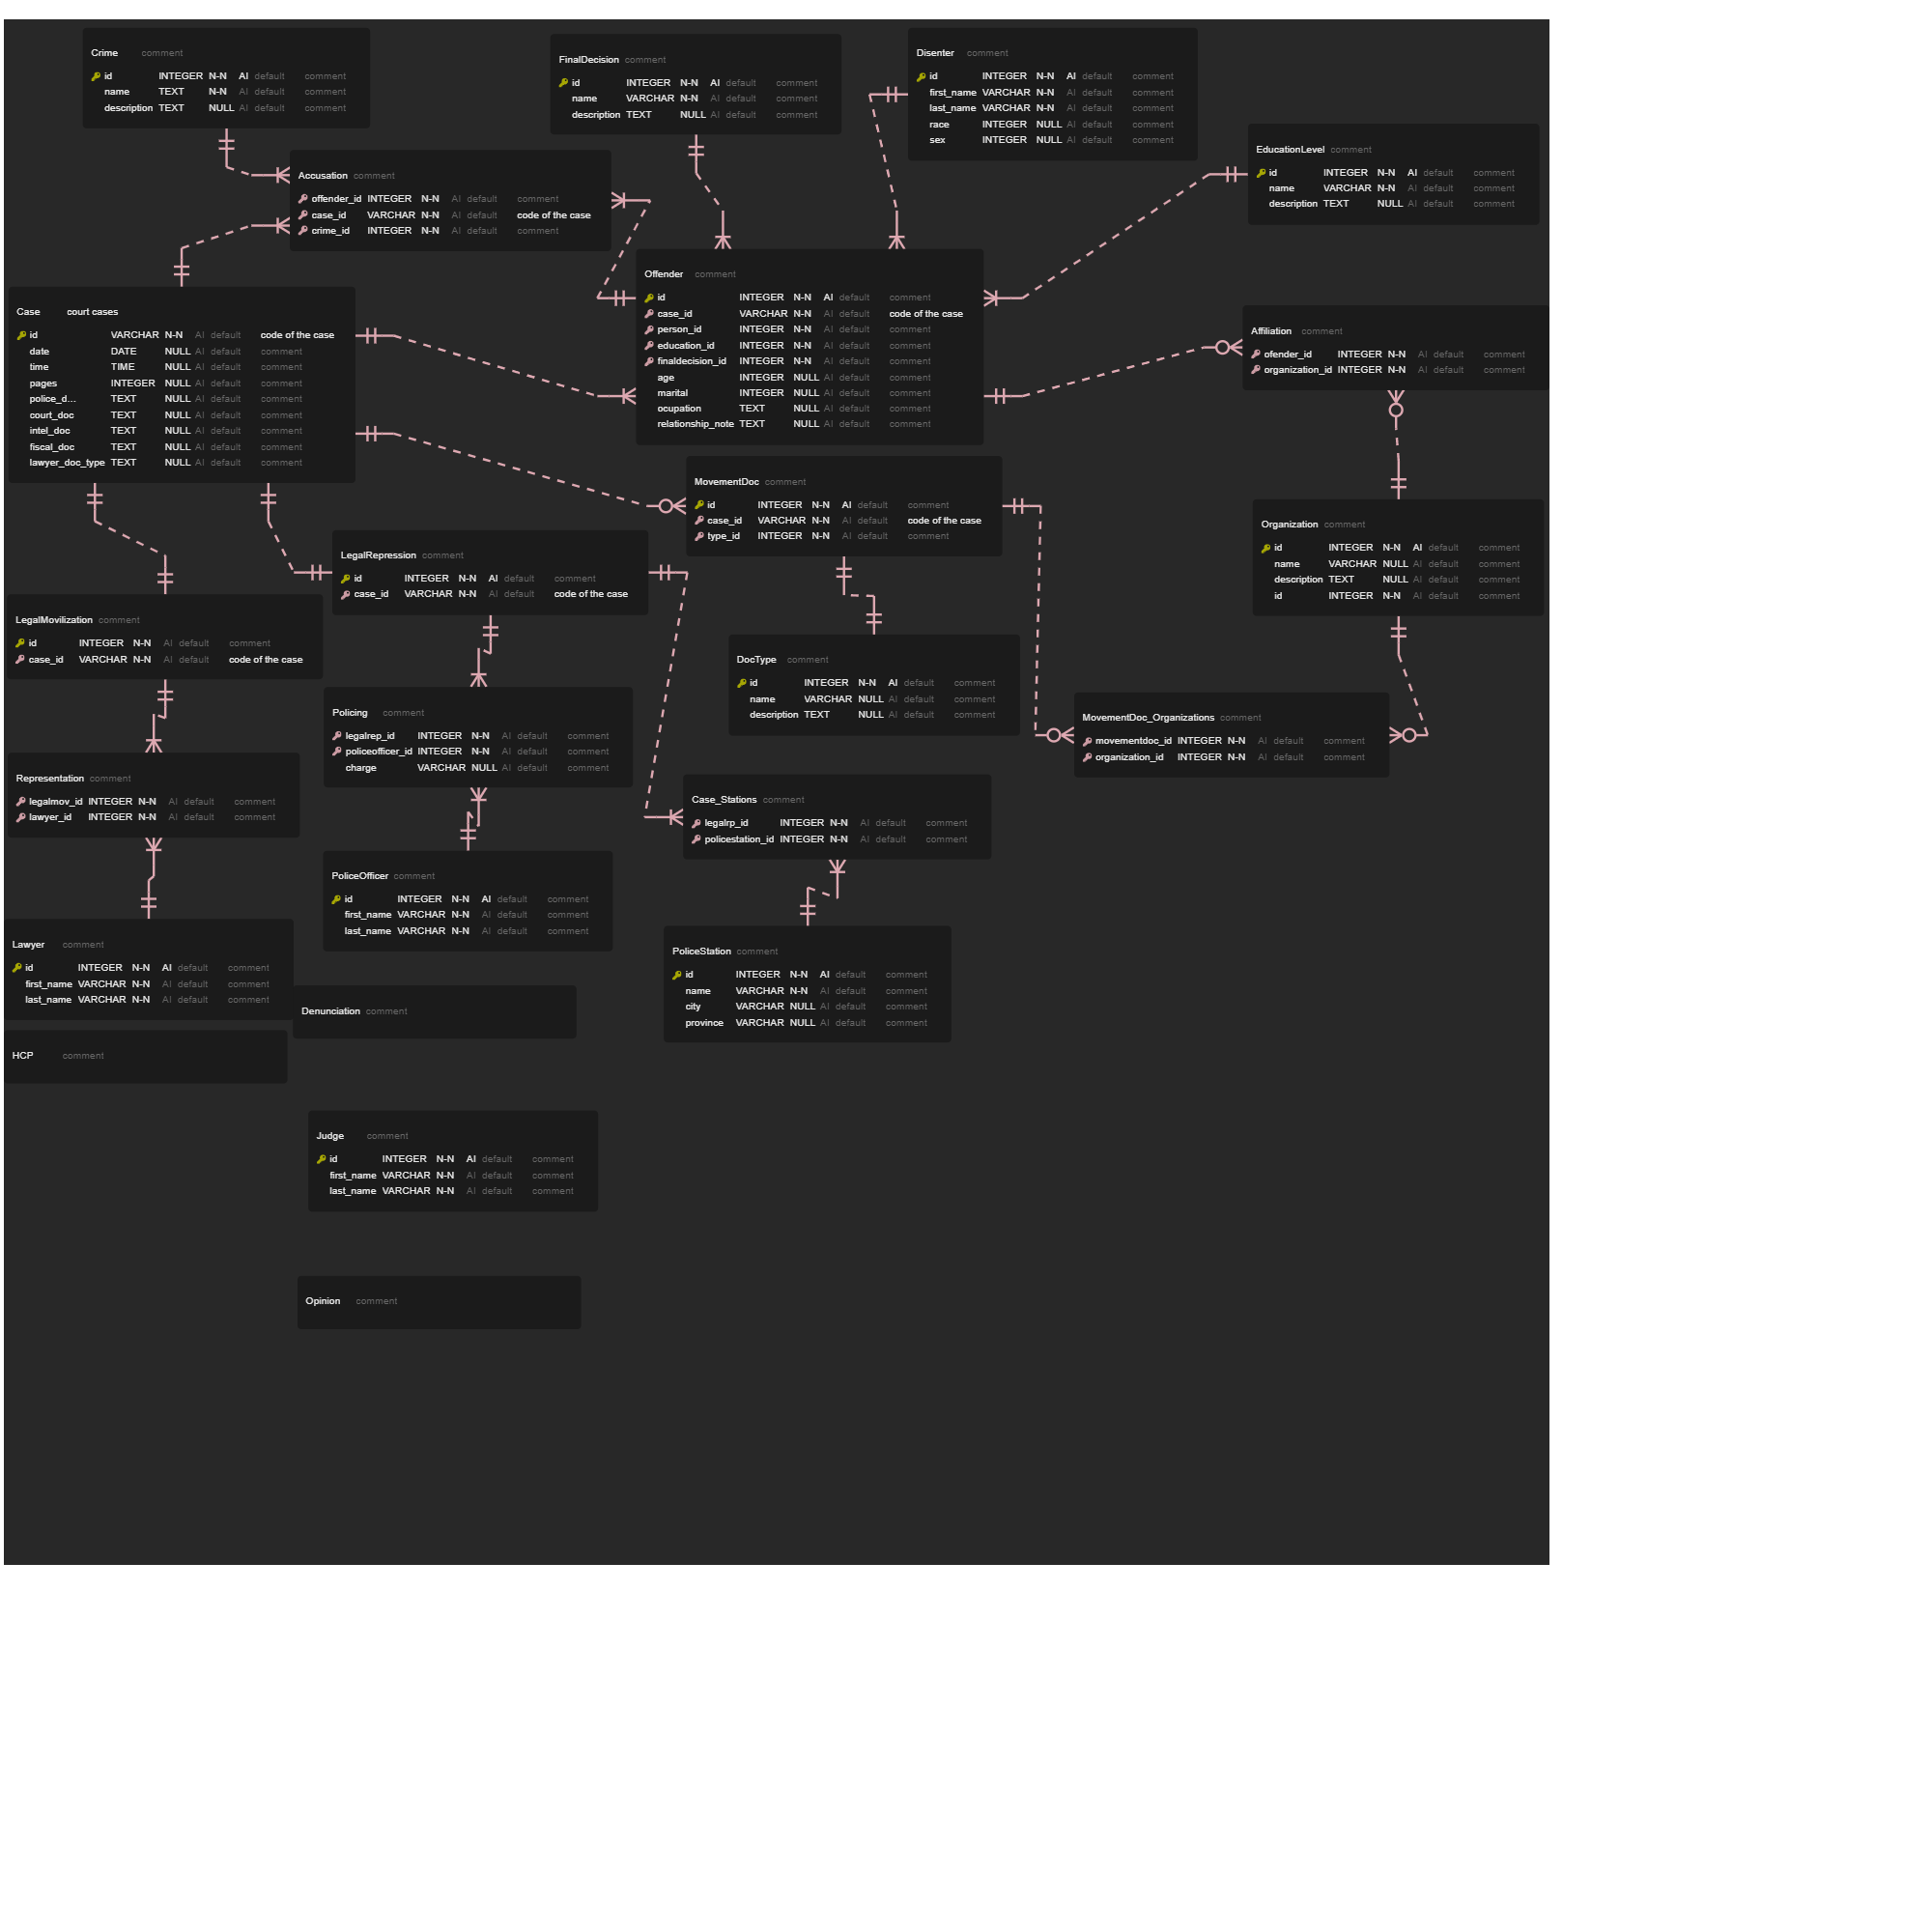 Crime comment
id INTEGER N-N AI default comment
name TEXT N-N AI default comment
description TEXT NULL AI default comment
FinalDecision comment
id INTEGER N-N AI default comment
name VARCHAR N-N AI default comment
description TEXT NULL AI default comment
Disenter comment
id INTEGER N-N AI default comment
first_name VARCHAR N-N AI default comment
last_name VARCHAR N-N AI default comment
race INTEGER NULL AI default comment
sex INTEGER NULL AI default comment
EducationLevel comment
id INTEGER N-N AI default comment
name VARCHAR N-N AI default comment
description TEXT NULL AI default comment
Accusation comment
offender_id INTEGER N-N AI default comment
case_id VARCHAR N-N AI default code of the case
crime_id INTEGER N-N AI default comment
Offender comment
id INTEGER N-N AI default comment
case_id VARCHAR N-N AI default code of the case
person_id INTEGER N-N AI default comment
education_id INTEGER N-N AI default comment
finaldecision_id INTEGER N-N AI default comment
age INTEGER NULL AI default comment
marital INTEGER NULL AI default comment
ocupation TEXT NULL AI default comment
relationship_note TEXT NULL AI default comment
Case court cases
id VARCHAR N-N AI default code of the case
date DATE NULL AI default comment
time TIME NULL AI default comment
pages INTEGER NULL AI default comment
police_d... TEXT NULL AI default comment
court_doc TEXT NULL AI default comment
intel_doc TEXT NULL AI default comment
fiscal_doc TEXT NULL AI default comment
lawyer_doc_type TEXT NULL AI default comment
Affiliation comment
ofender_id INTEGER N-N AI default comment
organization_id INTEGER N-N AI default comment
MovementDoc comment
id INTEGER N-N AI default comment
case_id VARCHAR N-N AI default code of the case
type_id INTEGER N-N AI default comment
Organization comment
id INTEGER N-N AI default comment
name VARCHAR NULL AI default comment
description TEXT NULL AI default comment
id INTEGER N-N AI default comment
LegalRepression comment
id INTEGER N-N AI default comment
case_id VARCHAR N-N AI default code of the case
LegalMovilization comment
id INTEGER N-N AI default comment
case_id VARCHAR N-N AI default code of the case
DocType comment
id INTEGER N-N AI default comment
name VARCHAR NULL AI default comment
description TEXT NULL AI default comment
Policing comment
legalrep_id INTEGER N-N AI default comment
policeofficer_id INTEGER N-N AI default comment
charge VARCHAR NULL AI default comment
MovementDoc_Organizations comment
movementdoc_id INTEGER N-N AI default comment
organization_id INTEGER N-N AI default comment
Representation comment
legalmov_id INTEGER N-N AI default comment
lawyer_id INTEGER N-N AI default comment
Case_Stations comment
legalrp_id INTEGER N-N AI default comment
policestation_id INTEGER N-N AI default comment
PoliceOfficer comment
id INTEGER N-N AI default comment
first_name VARCHAR N-N AI default comment
last_name VARCHAR N-N AI default comment
Lawyer comment
id INTEGER N-N AI default comment
first_name VARCHAR N-N AI default comment
last_name VARCHAR N-N AI default comment
PoliceStation comment
id INTEGER N-N AI default comment
name VARCHAR N-N AI default comment
city VARCHAR NULL AI default comment
province VARCHAR NULL AI default comment
Denunciation comment
HCP comment
Judge comment
id INTEGER N-N AI default comment
first_name VARCHAR N-N AI default comment
last_name VARCHAR N-N AI default comment
Opinion comment